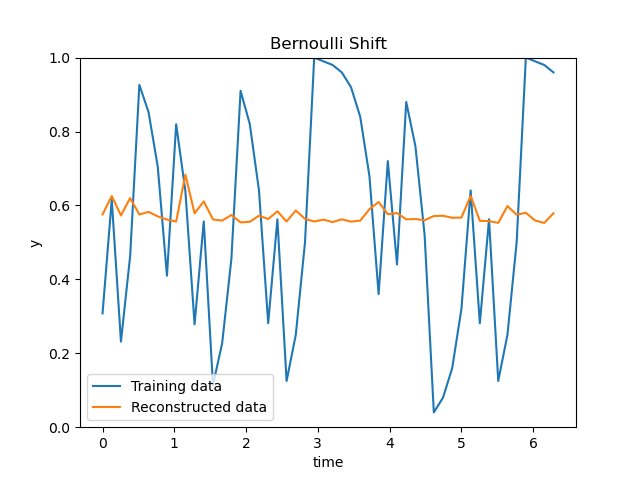 Bernoulli Shift
1.0
0.8
0.6
0.4
0.2
0.0
y
Training data
Reconstructed data
0 1 2 3 4 5 6
time